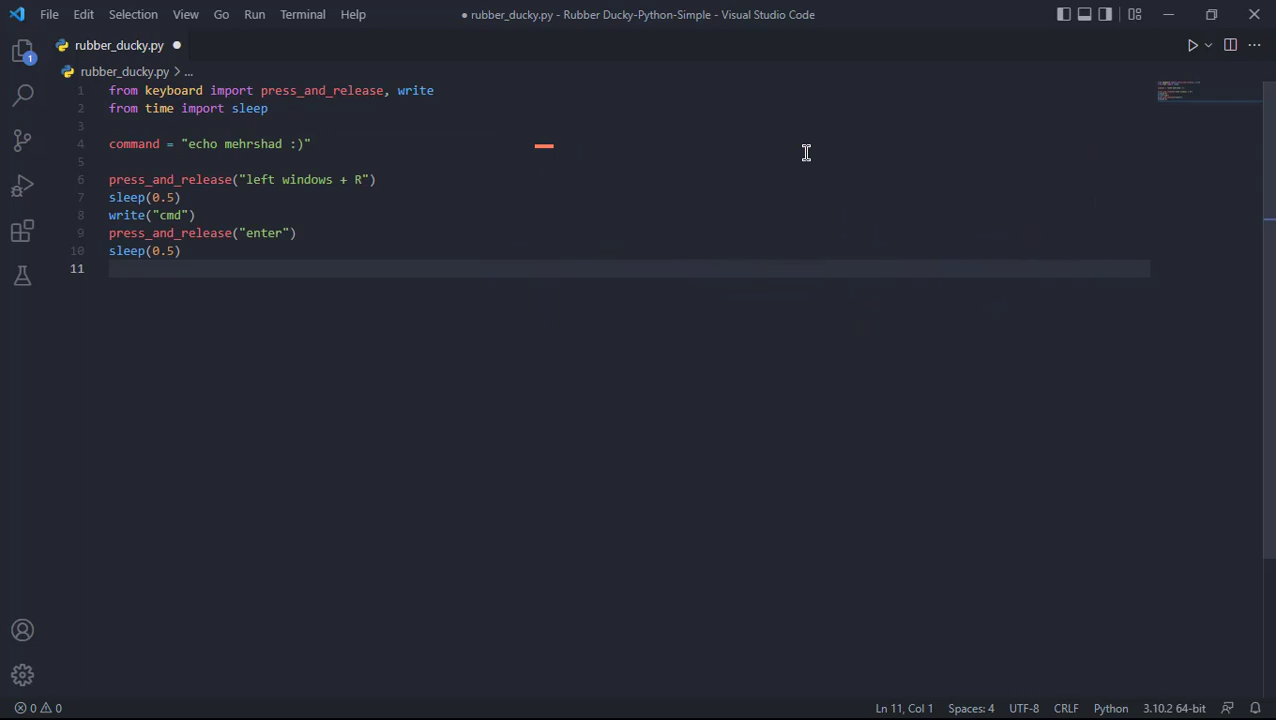 File Edit Selection View Go Run Terminal Help
● rubber_ducky.py - Rubber Ducky-Python-Simple - Visual Studio Code
1
rubber_ducky.py ●
rubber_ducky.py > ...
1 from keyboard import press_and_release, write
2 from time import sleep
3
4 command = "echo mehrshad :)"
5
6 press_and_release("left windows + R")
7 sleep(0.5)
8 write("cmd")
9 press_and_release("enter")
10 sleep(0.5)
11
0 0 Ln 11, Col 1 Spaces: 4 UTF-8 CRLF Python 3.10.2 64-bit